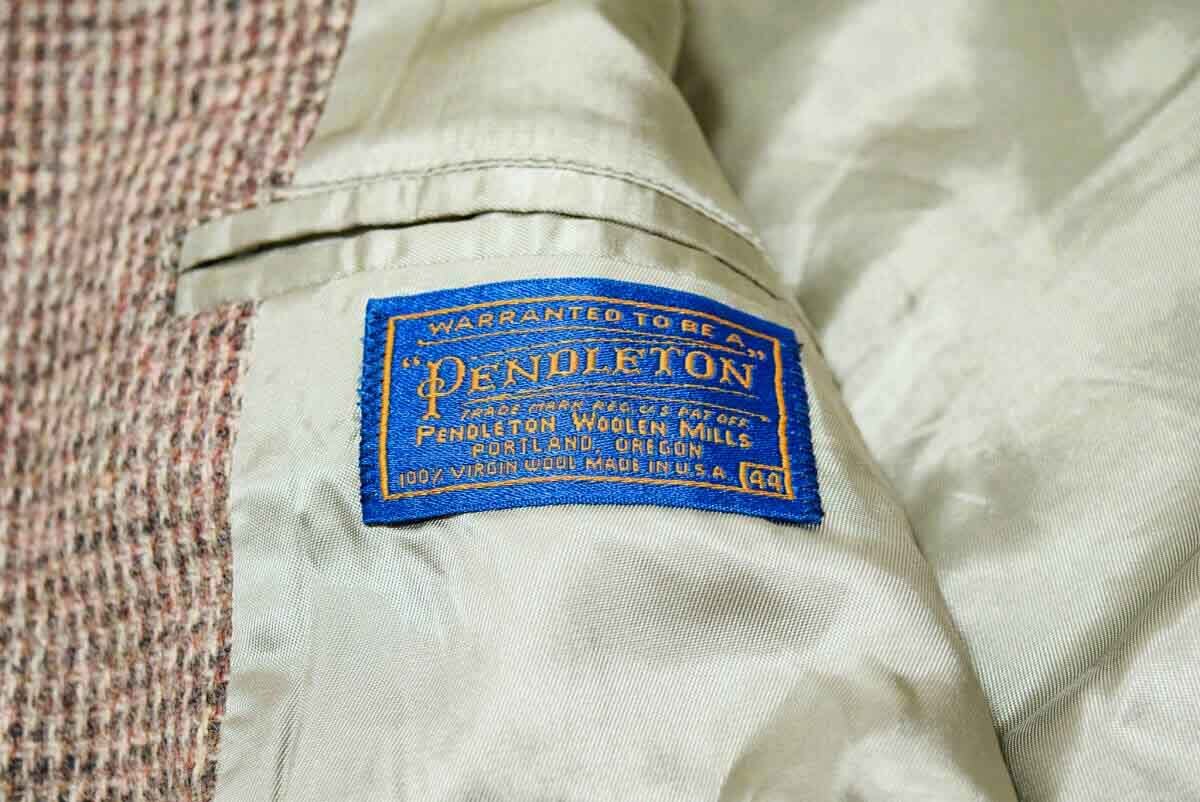 WARRANTED TO BE A
"PENDLETON"
TRADE MARK REG. U.S. PAT OFF.
PENDLETON WOOLEN MILLS
PORTLAND, OREGON
100% VIRGIN WOOL MADE IN U.S.A. 44